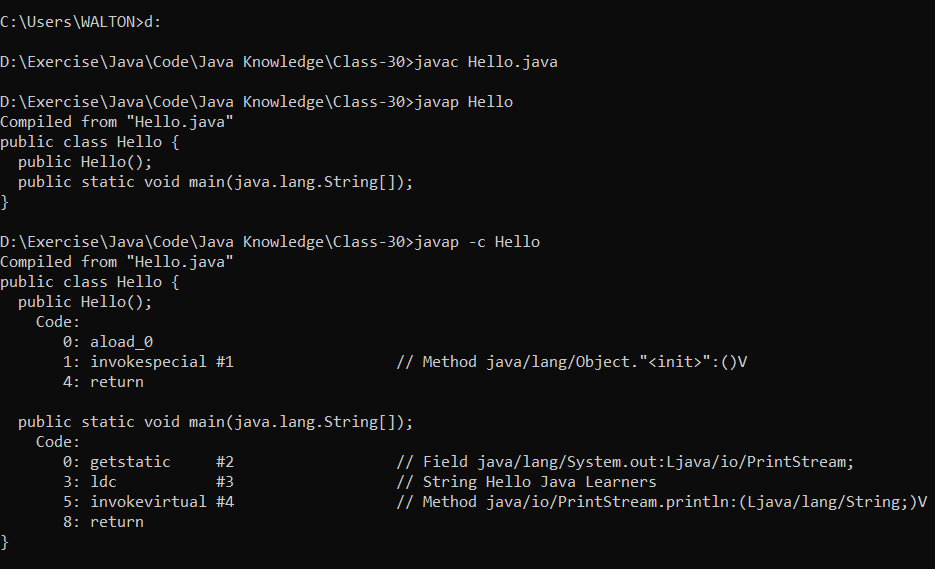 C:\Users\WALTON>d:
D:\Exercise\Java\Code\Java Knowledge\Class-30>javac Hello.java
D:\Exercise\Java\Code\Java Knowledge\Class-30>javap Hello
Compiled from "Hello.java"
public class Hello {
  public Hello();
  public static void main(java.lang.String[]);
}
D:\Exercise\Java\Code\Java Knowledge\Class-30>javap -c Hello
Compiled from "Hello.java"
public class Hello {
  public Hello();
    Code:
       0: aload_0
       1: invokespecial #1                  // Method java/lang/Object."<init>":()V
       4: return
  public static void main(java.lang.String[]);
    Code:
       0: getstatic     #2                  // Field java/lang/System.out:Ljava/io/PrintStream;
       3: ldc           #3                  // String Hello Java Learners
       5: invokevirtual #4                  // Method java/io/PrintStream.println:(Ljava/lang/String;)V
       8: return
}